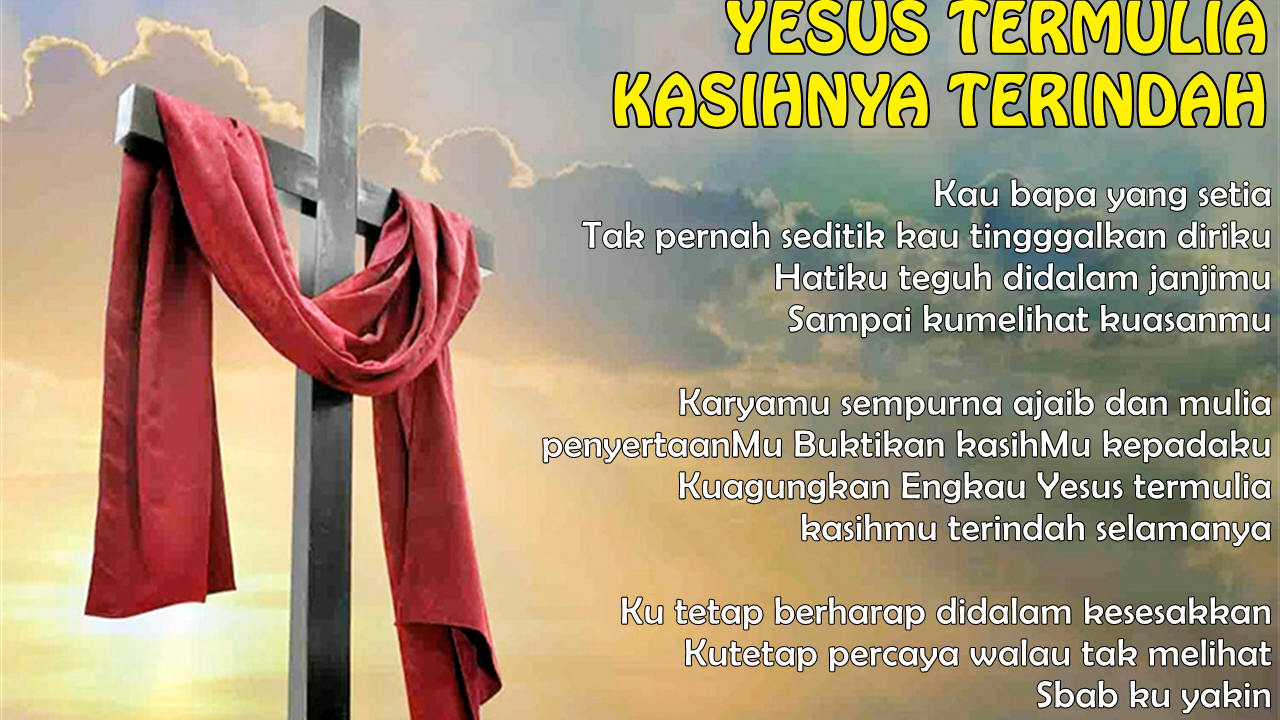 YESUS TERMULIA
KASIHNYA TERINDAH
Kau bapa yang setia
Tak pernah seditik kau tingggalkan diriku
Hatiku teguh didalam janjimu
Sampai kumelihat kuasanmu
Karyamu sempurna ajaib dan mulia
penyertaanMu Buktikan kasihMu kepadaku
Kuagungkan Engkau Yesus termulia
kasihmu terindah selamanya
Ku tetap berharap didalam kesesakkan
Kutetap percaya walau tak melihat
Sbab ku yakin